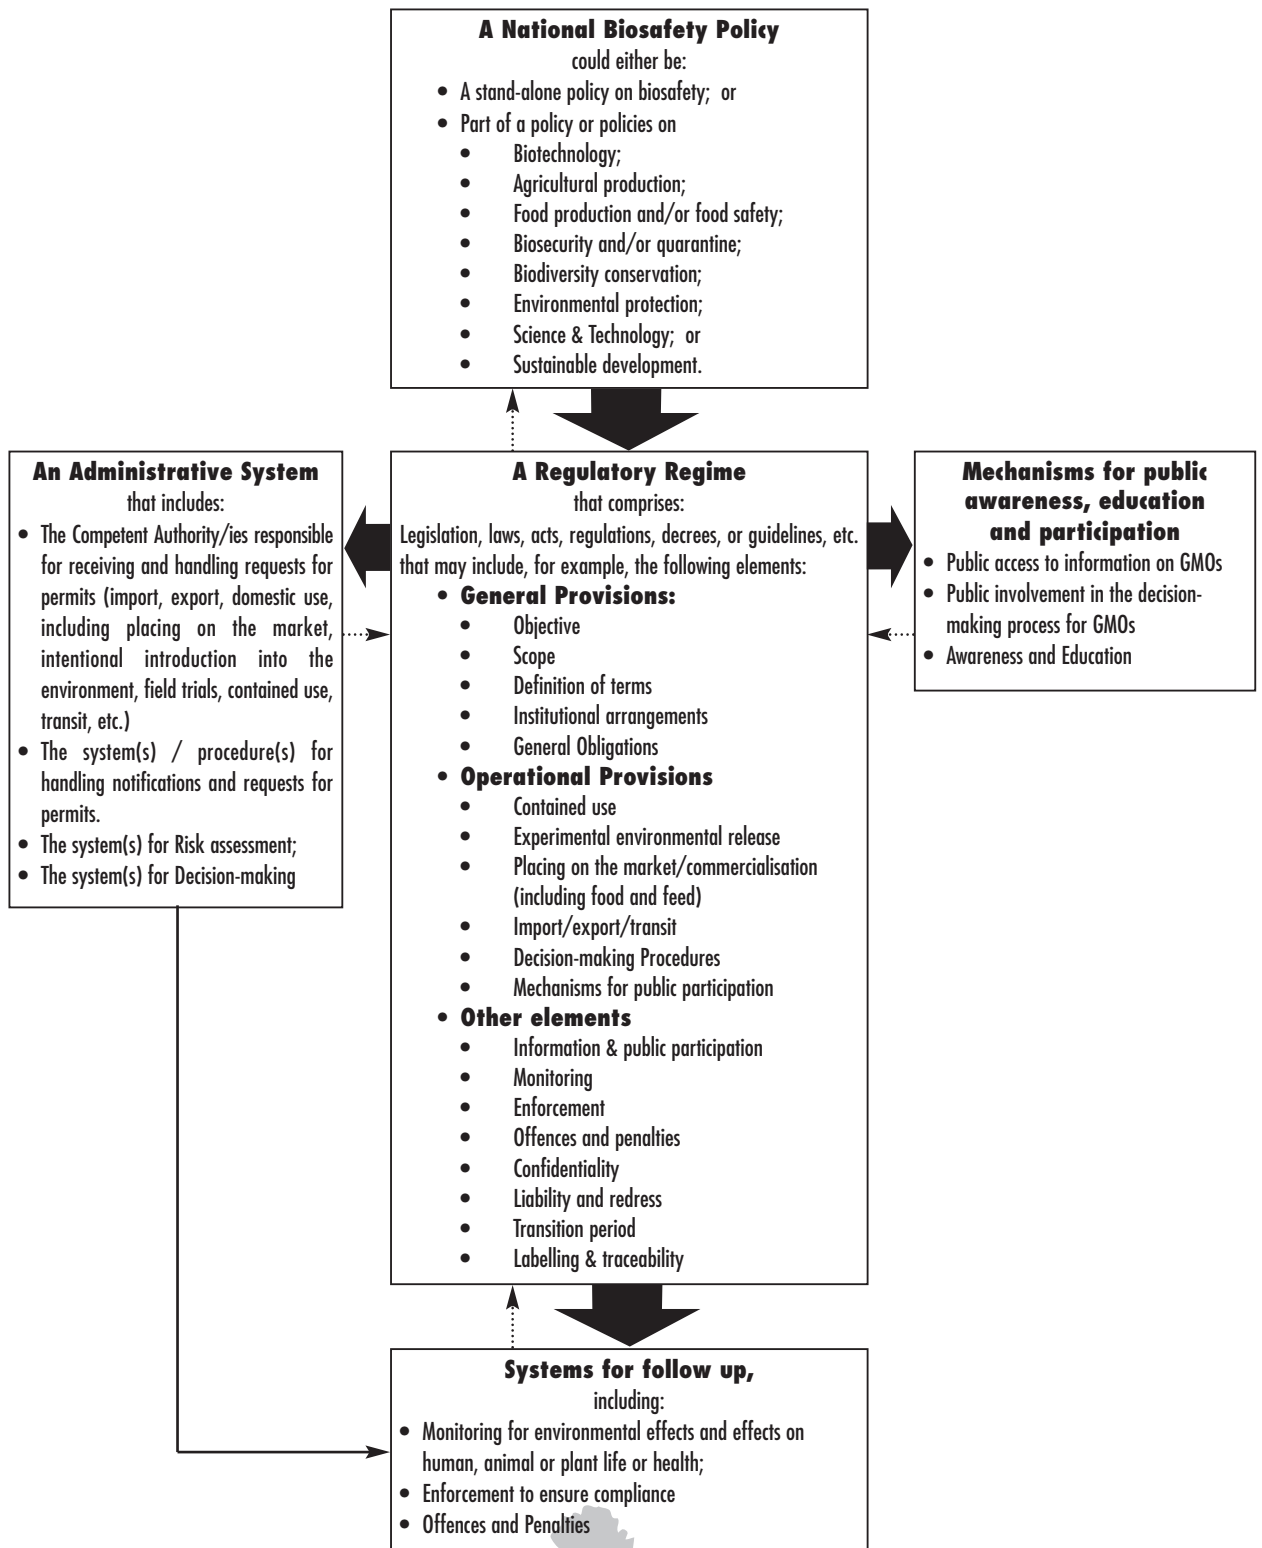 A National Biosafety Policy
could either be:
• A stand-alone policy on biosafety; or
• Part of a policy or policies on
• Biotechnology;
• Agricultural production;
• Food production and/or food safety;
• Biosecurity and/or quarantine;
• Biodiversity conservation;
• Environmental protection;
• Science & Technology; or
• Sustainable development.
An Administrative System
that includes:
• The Competent Authority/ies responsible
for receiving and handling requests for
permits (import, export, domestic use,
including placing on the market,
intentional introduction into the
environment, field trials, contained use,
transit, etc.)
• The system(s) / procedure(s) for
handling notifications and requests for
permits.
• The system(s) for Risk assessment;
• The system(s) for Decision-making
A Regulatory Regime
that comprises:
Legislation, laws, acts, regulations, decrees, or guidelines, etc.
that may include, for example, the following elements:
• General Provisions:
• Objective
• Scope
• Definition of terms
• Institutional arrangements
• General Obligations
• Operational Provisions
• Contained use
• Experimental environmental release
• Placing on the market/commercialisation
(including food and feed)
• Import/export/transit
• Decision-making Procedures
• Mechanisms for public participation
• Other elements
• Information & public participation
• Monitoring
• Enforcement
• Offences and penalties
• Confidentiality
• Liability and redress
• Transition period
• Labelling & traceability
Mechanisms for public
awareness, education
and participation
• Public access to information on GMOs
• Public involvement in the decision-
making process for GMOs
• Awareness and Education
Systems for follow up,
including:
• Monitoring for environmental effects and effects on
human, animal or plant life or health;
• Enforcement to ensure compliance
• Offences and Penalties